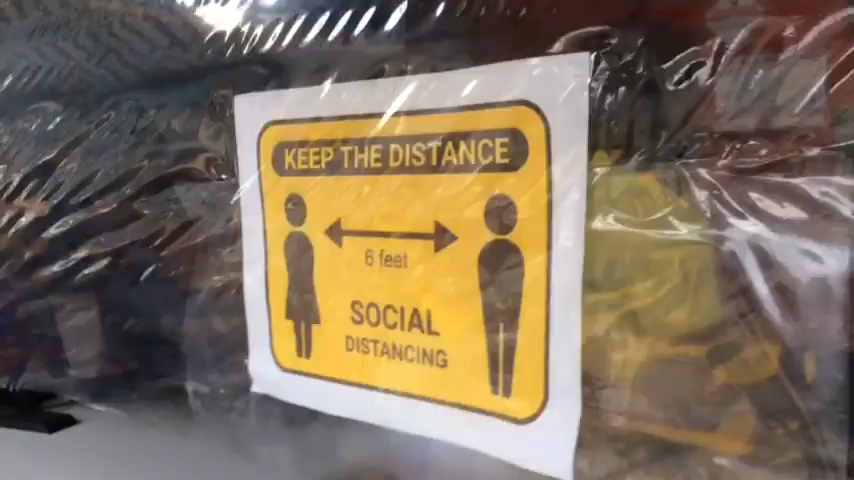 KEEP THE DISTANCE
6 feet
SOCIAL
DISTANCING